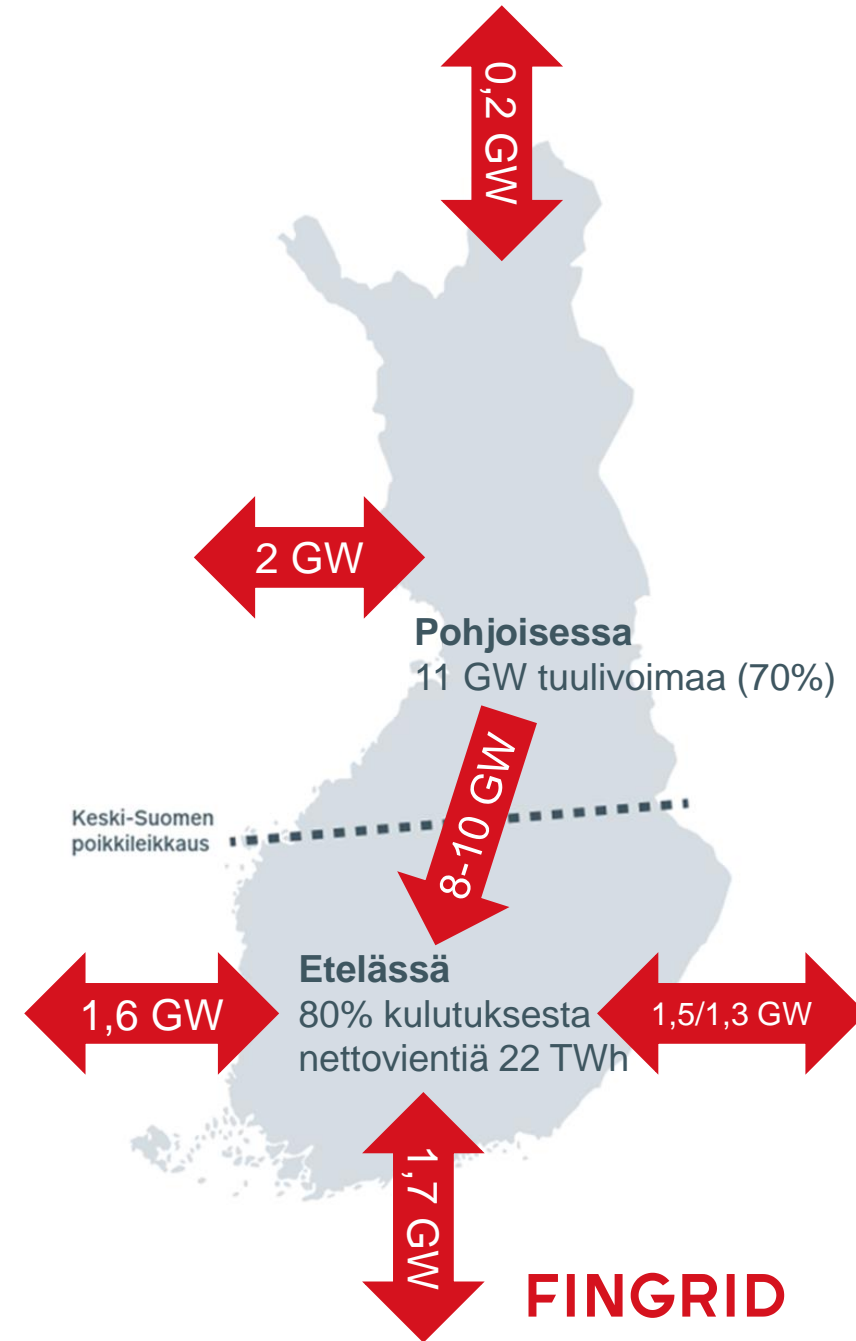 0,2 GW
2 GW
Pohjoisessa
11 GW tuulivoimaa (70%)
8-10 GW
Keski-Suomen
poikkileikkaus
Etelässä
80% kulutuksesta
nettovientiä 22 TWh
1,6 GW
1,5/1,3 GW
1,7 GW
FINGRID